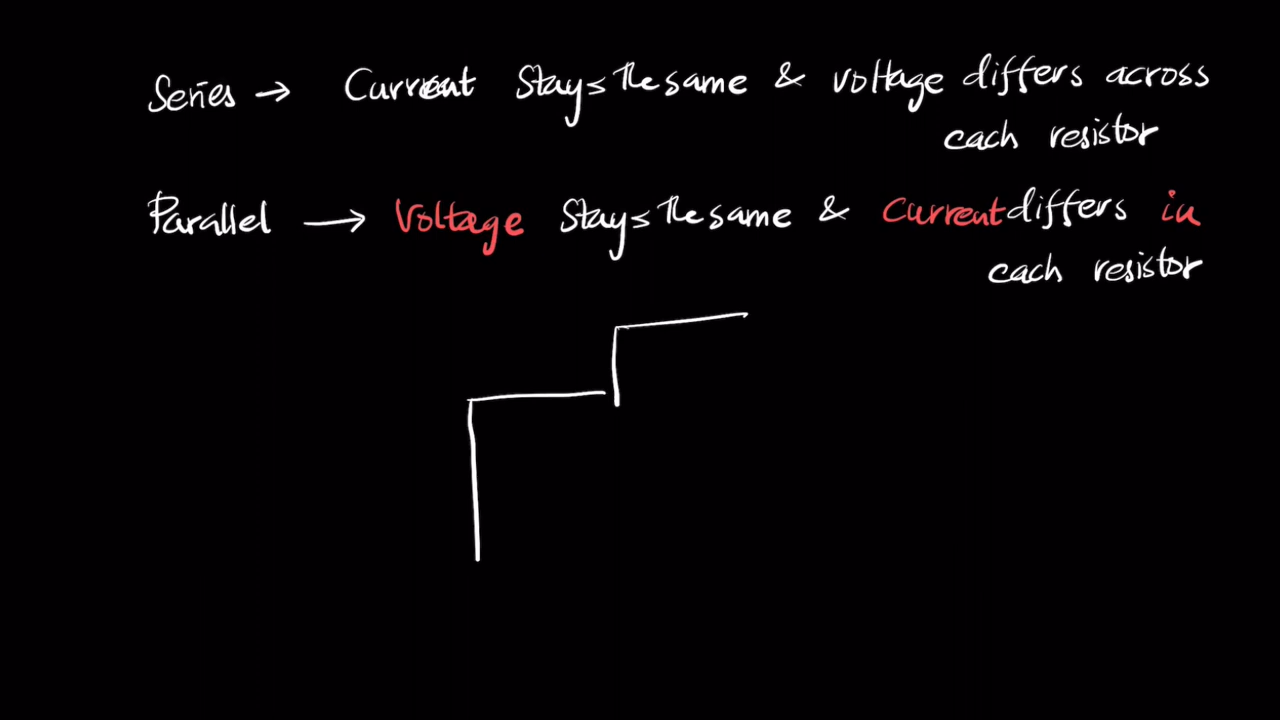 Series → Current Stays the same & voltage differs across
each resistor
Parallel → Voltage Stays the same & Current differs in
each resistor